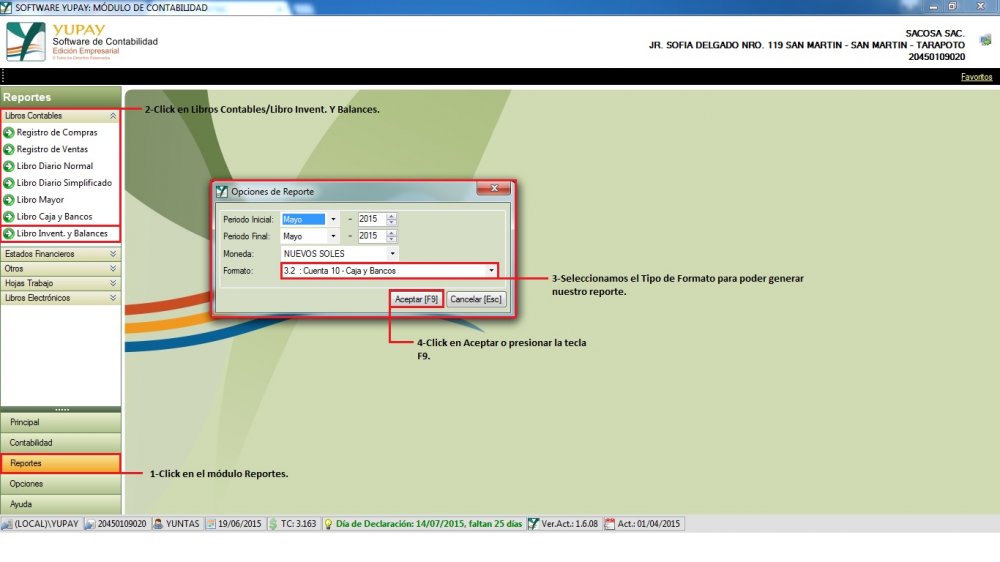 SOFTWARE YUPAY: MÓDULO DE CONTABILIDAD
YUPAY
Software de Contabilidad
Edición Empresarial
SACOSA SAC.
JR. SOFIA DELGADO NRO. 119 SAN MARTIN - SAN MARTIN - TARAPOTO
20450109020
Favoritos
Reportes
Libros Contables
Registro de Compras
Registro de Ventas
Libro Diario Normal
Libro Diario Simplificado
Libro Mayor
Libro Caja y Bancos
Libro Invent. y Balances
Estados Financieros
Otros
Hojas Trabajo
Libros Electrónicos
2-Click en Libros Contables/Libro Invent. Y Balances.
Opciones de Reporte
Periodo Inicial: Mayo - 2015
Periodo Final: Mayo - 2015
Moneda: NUEVOS SOLES
Formato: 3.2 : Cuenta 10 - Caja y Bancos
Aceptar [F9] Cancelar [Esc]
3-Seleccionamos el Tipo de Formato para poder generar
nuestro reporte.
4-Click en Aceptar o presionar la tecla
F9.
Principal
Contabilidad
Reportes
Opciones
Ayuda
1-Click en el módulo Reportes.
(LOCAL)\YUPAY 20450109020 YUNTAS 19/06/2015 TC: 3.163 Día de Declaración: 14/07/2015, faltan 25 días Ver.Act.: 1.6.08 Act.: 01/04/2015